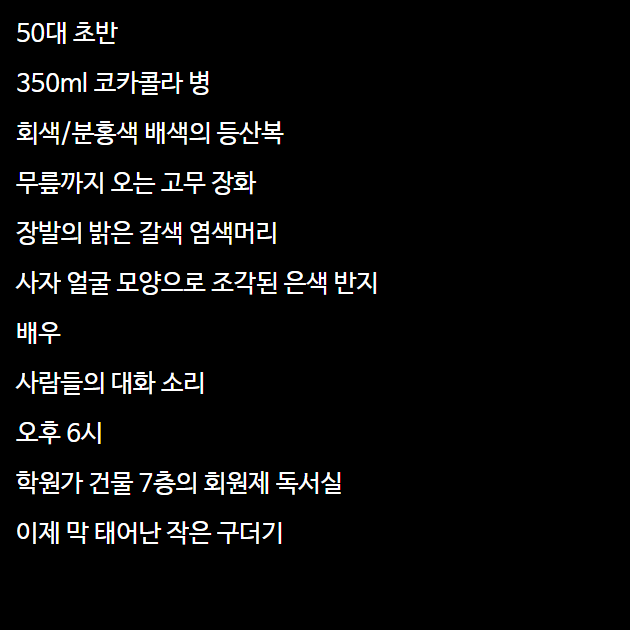 50대 초반
350ml 코카콜라 병
회색/분홍색 배색의 등산복
무릎까지 오는 고무 장화
장발의 밝은 갈색 염색머리
사자 얼굴 모양으로 조각된 은색 반지
배우
사람들의 대화 소리
오후 6시
학원가 건물 7층의 회원제 독서실
이제 막 태어난 작은 구더기